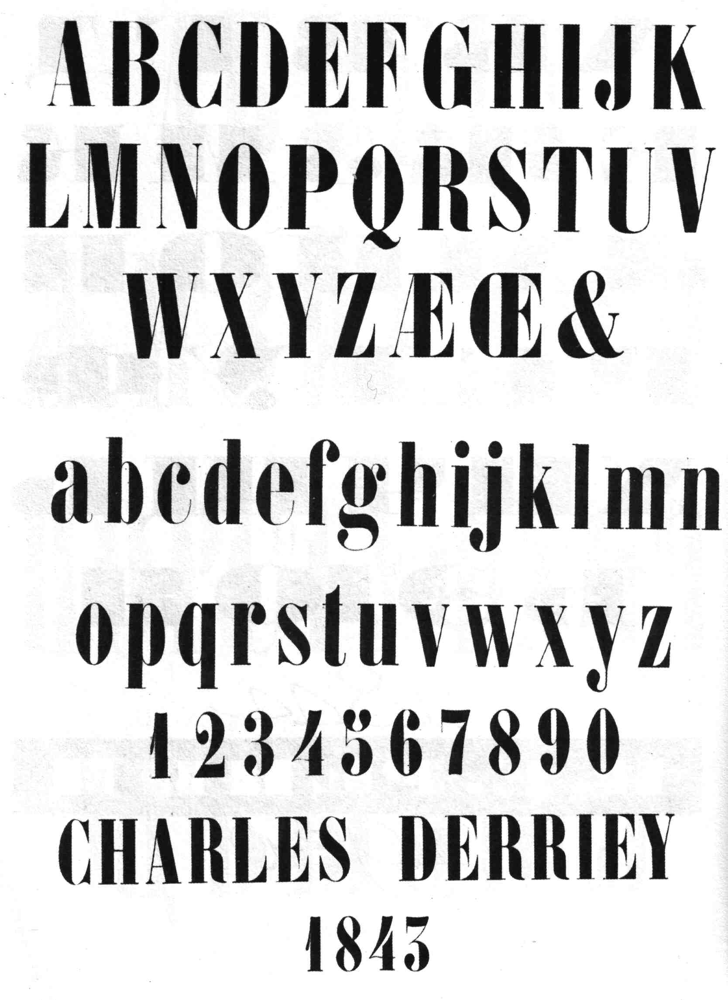 ABCDEFGHIJK
LMNOPQRSTUV
WXYZÆŒ&
abcdefghijklmn
opqrstuvwxyz
1234567890
CHARLES DERRIEY
1843